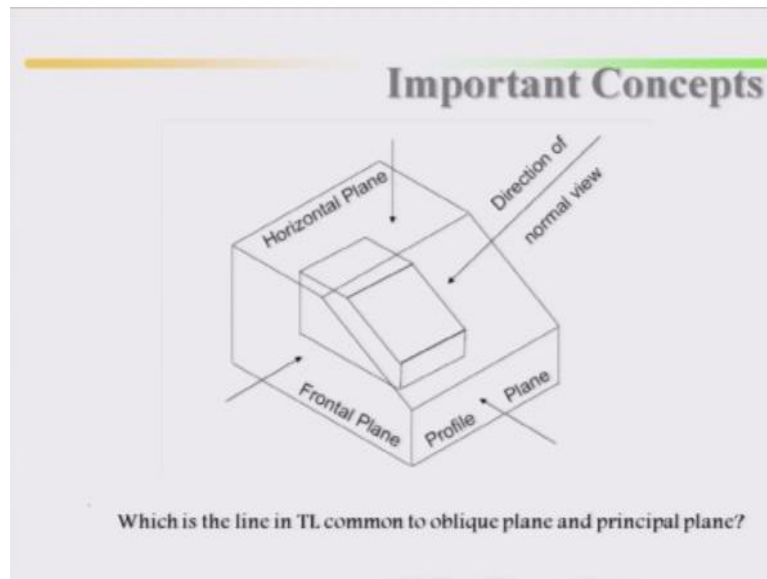 Important Concepts
Horizontal Plane
Direction of
normal view
Frontal Plane
Profile Plane
Which is the line in TL common to oblique plane and principal plane?